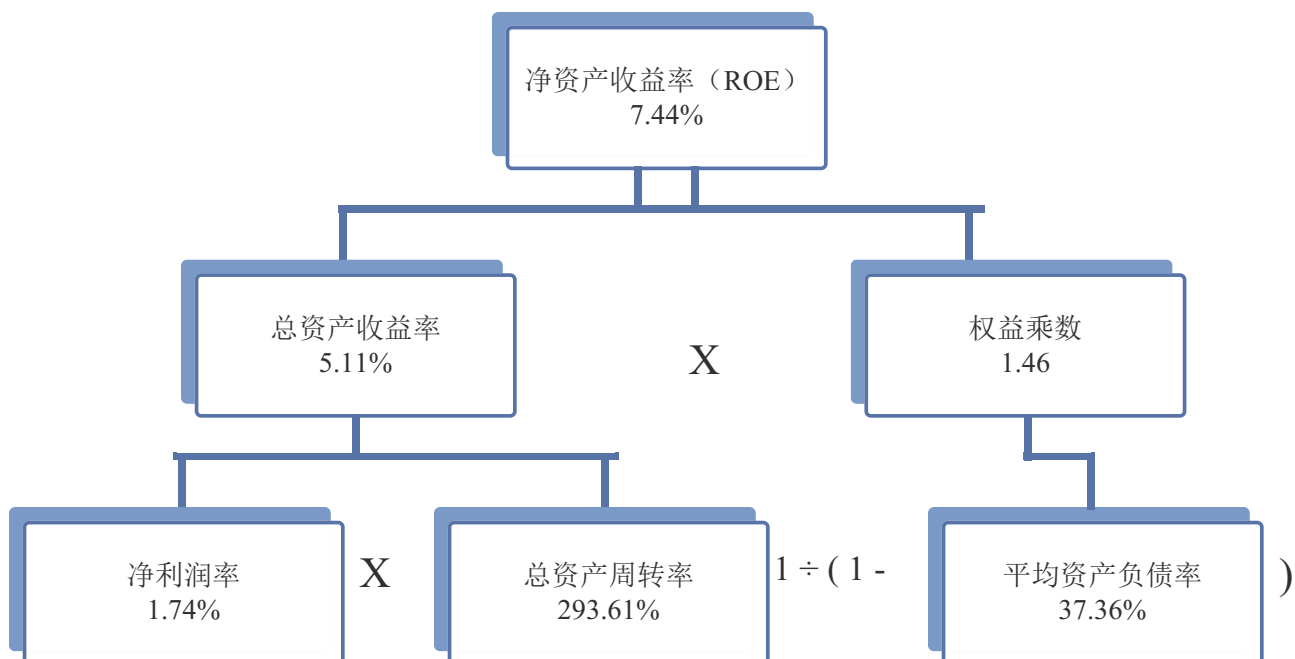 净资产收益率（ROE）
7.44%
总资产收益率
5.11%
X
权益乘数
1.46
净利润率
1.74%
X
总资产周转率
293.61%
1 ÷ ( 1 -
平均资产负债率
37.36%
)